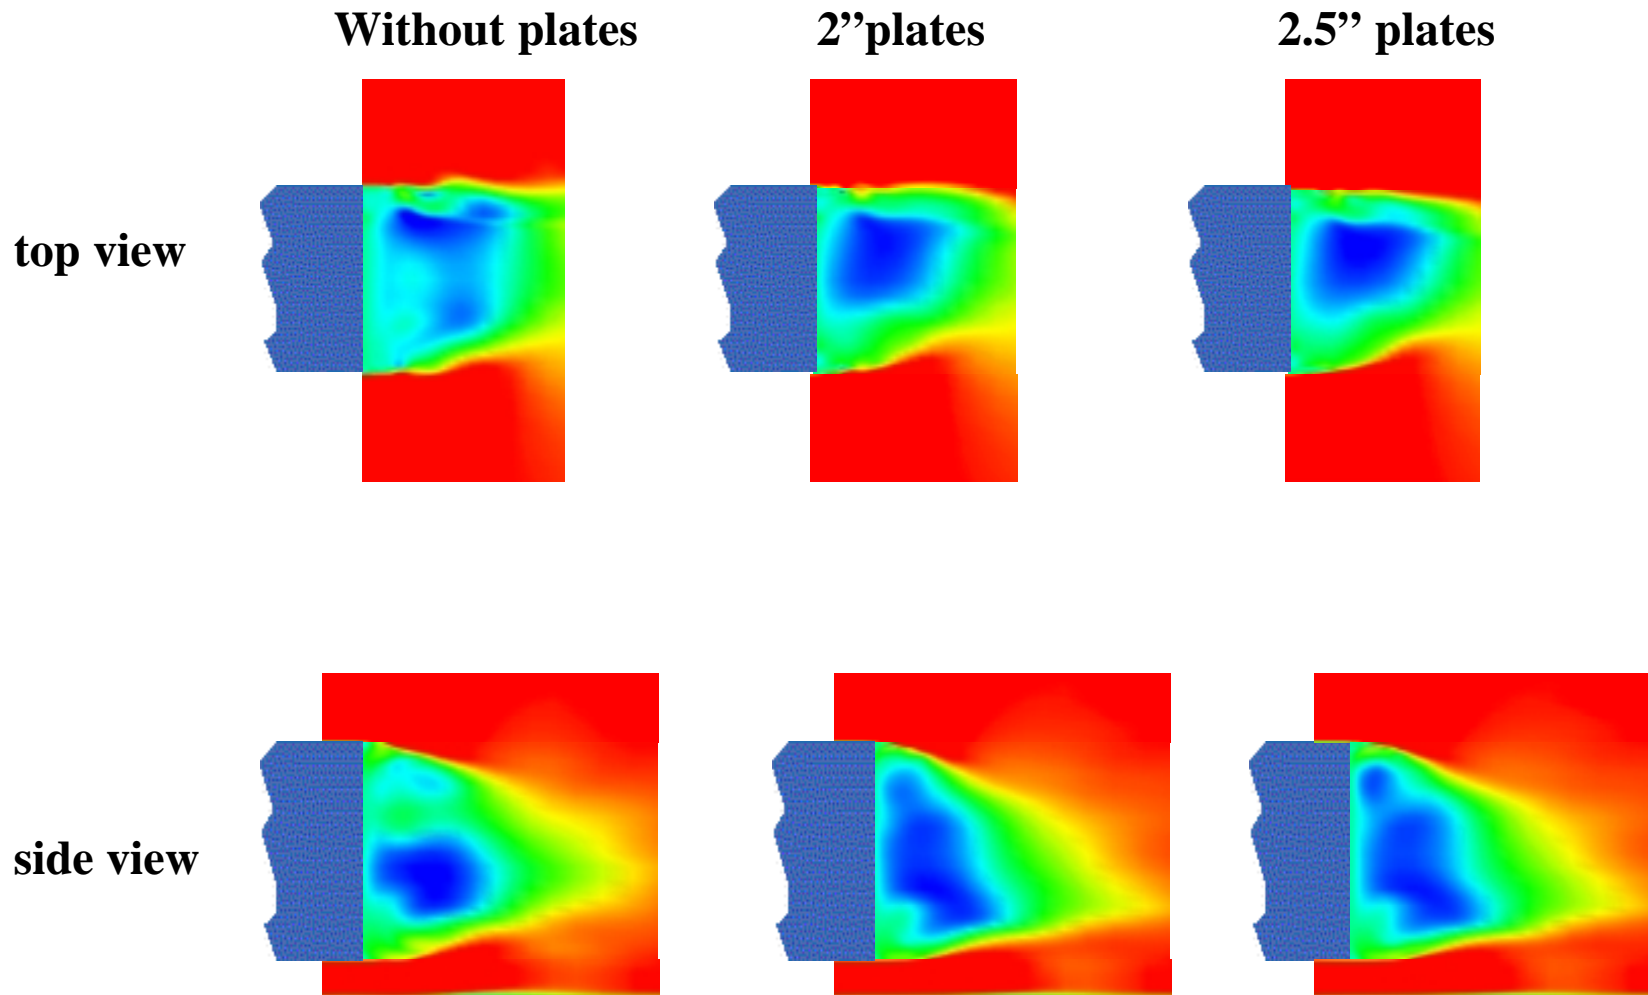 Without plates
2”plates
2.5” plates
top view
side view